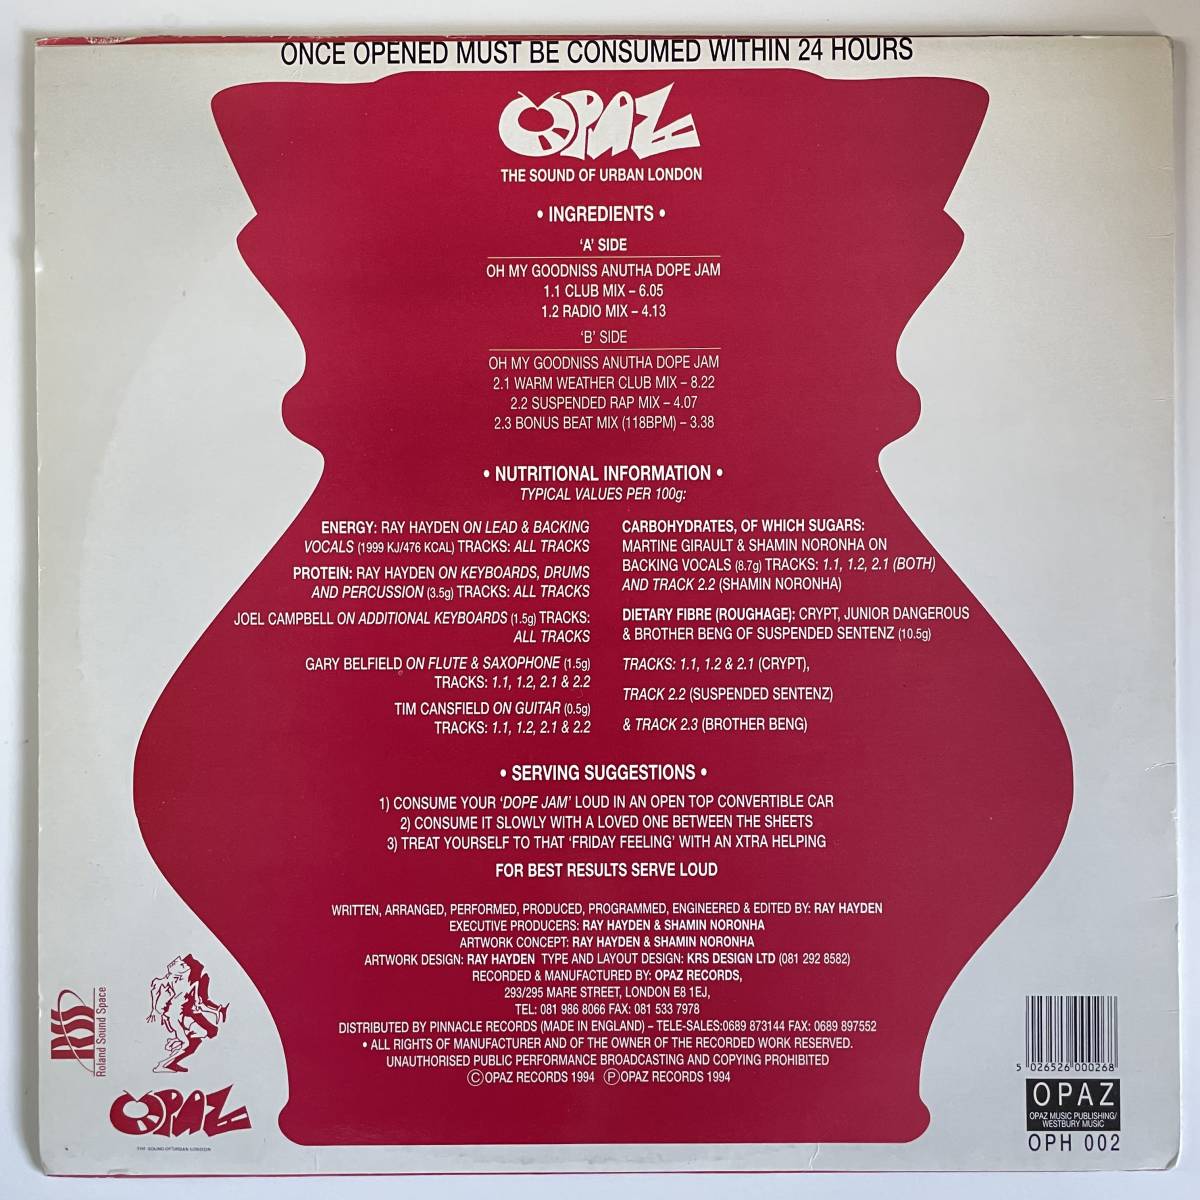 ONCE OPENED MUST BE CONSUMED WITHIN 24 HOURS
OPAZ
THE SOUND OF URBAN LONDON
• INGREDIENTS •
'A' SIDE
OH MY GOODNISS ANUTHA DOPE JAM
1.1 CLUB MIX – 6.05
1.2 RADIO MIX – 4.13
'B' SIDE
OH MY GOODNISS ANUTHA DOPE JAM
2.1 WARM WEATHER CLUB MIX – 8.22
2.2 SUSPENDED RAP MIX – 4.07
2.3 BONUS BEAT MIX (118BPM) – 3.38
• NUTRITIONAL INFORMATION •
TYPICAL VALUES PER 100g:
ENERGY: RAY HAYDEN ON LEAD & BACKING
VOCALS (1999 KJ/476 KCAL) TRACKS: ALL TRACKS
PROTEIN: RAY HAYDEN ON KEYBOARDS, DRUMS
AND PERCUSSION (3.5g) TRACKS: ALL TRACKS
JOEL CAMPBELL ON ADDITIONAL KEYBOARDS (1.5g) TRACKS:
ALL TRACKS
GARY BELFIELD ON FLUTE & SAXOPHONE (1.5g)
TRACKS: 1.1, 1.2, 2.1 & 2.2
TIM CANSFIELD ON GUITAR (0.5g)
TRACKS: 1.1, 1.2, 2.1 & 2.2
CARBOHYDRATES, OF WHICH SUGARS:
MARTINE GIRAULT & SHAMIN NORONHA ON
BACKING VOCALS (8.7g) TRACKS: 1.1, 1.2, 2.1 (BOTH)
AND TRACK 2.2 (SHAMIN NORONHA)
DIETARY FIBRE (ROUGHAGE): CRYPT, JUNIOR DANGEROUS
& BROTHER BENG OF SUSPENDED SENTENZ (10.5g)
TRACKS: 1.1, 1.2 & 2.1 (CRYPT),
TRACK 2.2 (SUSPENDED SENTENZ)
& TRACK 2.3 (BROTHER BENG)
• SERVING SUGGESTIONS •
1) CONSUME YOUR 'DOPE JAM' LOUD IN AN OPEN TOP CONVERTIBLE CAR
2) CONSUME IT SLOWLY WITH A LOVED ONE BETWEEN THE SHEETS
3) TREAT YOURSELF TO THAT 'FRIDAY FEELING' WITH AN XTRA HELPING
FOR BEST RESULTS SERVE LOUD
WRITTEN, ARRANGED, PERFORMED, PRODUCED, PROGRAMMED, ENGINEERED & EDITED BY: RAY HAYDEN
EXECUTIVE PRODUCERS: RAY HAYDEN & SHAMIN NORONHA
ARTWORK CONCEPT: RAY HAYDEN & SHAMIN NORONHA
ARTWORK DESIGN: RAY HAYDEN TYPE AND LAYOUT DESIGN: KRS DESIGN LTD (081 292 8582)
RECORDED & MANUFACTURED BY: OPAZ RECORDS,
293/295 MARE STREET, LONDON E8 1EJ,
TEL: 081 986 8066 FAX: 081 533 7978
DISTRIBUTED BY PINNACLE RECORDS (MADE IN ENGLAND) – TELE-SALES:0689 873144 FAX: 0689 897552
• ALL RIGHTS OF MANUFACTURER AND OF THE OWNER OF THE RECORDED WORK RESERVED.
UNAUTHORISED PUBLIC PERFORMANCE BROADCASTING AND COPYING PROHIBITED
©OPAZ RECORDS 1994 ℗OPAZ RECORDS 1994
RSS
Roland Sound Space
OPAZ
THE SOUND OF URBAN LONDON
5 026526 000268
OPAZ
OPAZ MUSIC PUBLISHING/
WESTBURY MUSIC
OPH 002